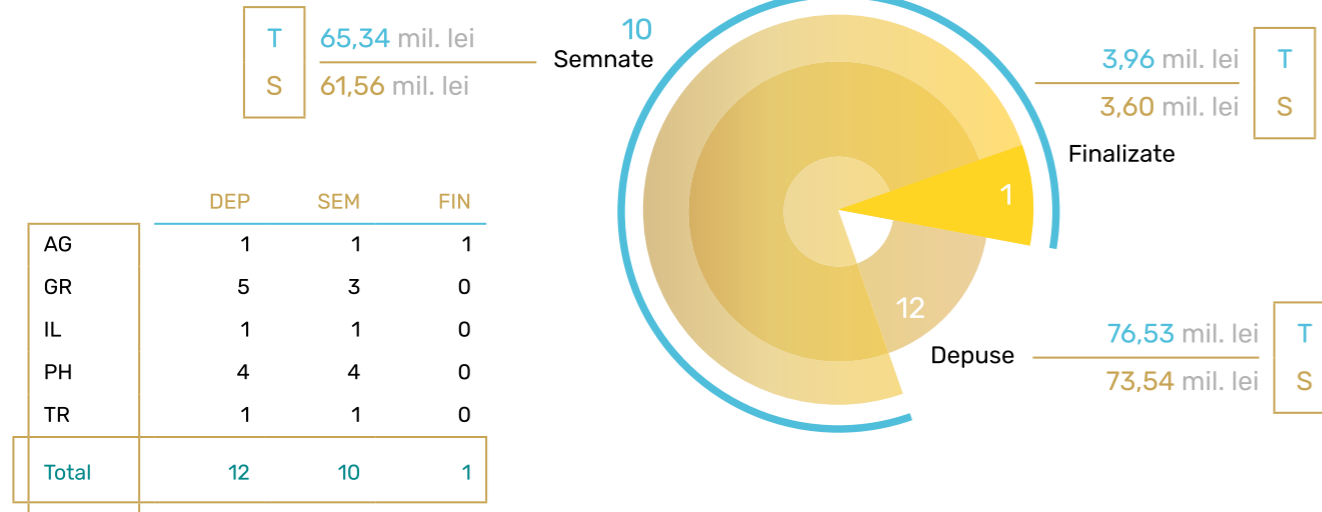 T 65,34 mil. lei
S 61,56 mil. lei
10
Semnate
3,96 mil. lei T
3,60 mil. lei S
Finalizate
1
12
Depuse
76,53 mil. lei T
73,54 mil. lei S
DEP SEM FIN
AG 1 1 1
GR 5 3 0
IL 1 1 0
PH 4 4 0
TR 1 1 0
Total 12 10 1